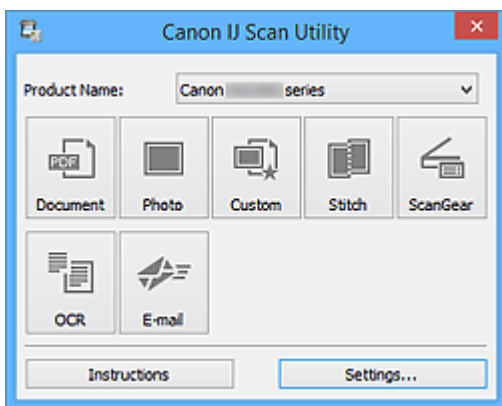 Canon IJ Scan Utility
Product Name: Canon series
PDF
Document Photo Custom Stitch ScanGear
OCR E-mail
Instructions Settings...